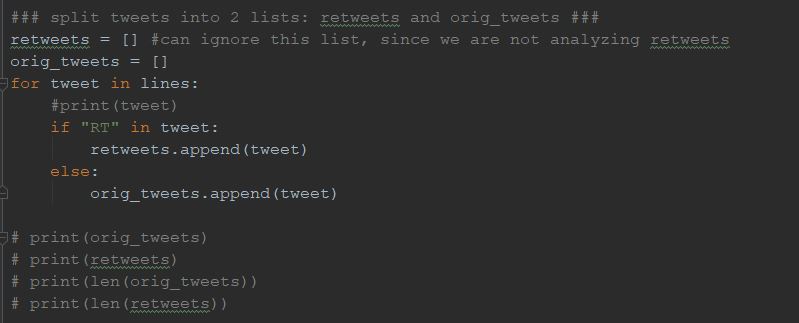 ### split tweets into 2 lists: retweets and orig_tweets ###
retweets = [] #can ignore this list, since we are not analyzing retweets
orig_tweets = []
for tweet in lines:
    #print(tweet)
    if "RT" in tweet:
        retweets.append(tweet)
    else:
        orig_tweets.append(tweet)

# print(orig_tweets)
# print(retweets)
# print(len(orig_tweets))
# print(len(retweets))